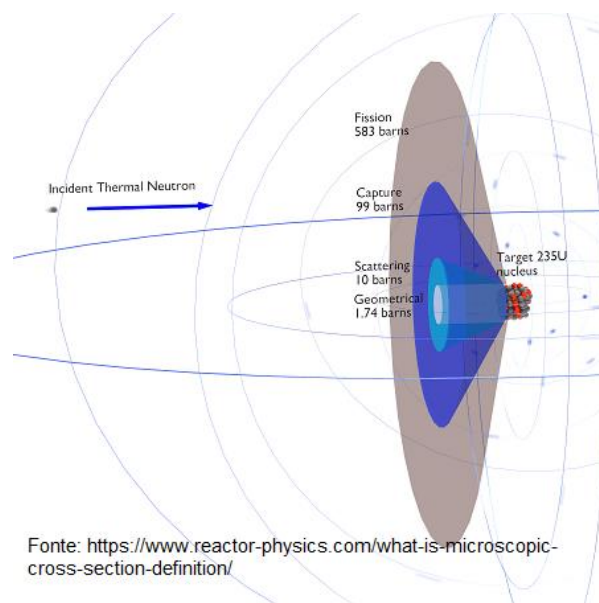 Fission
583 barns
Incident Thermal Neutron
Capture
99 barns
Scattering
10 barns
Geometrical
1.74 barns
Target 235U
nucleus
Fonte: https://www.reactor-physics.com/what-is-microscopic-
cross-section-definition/